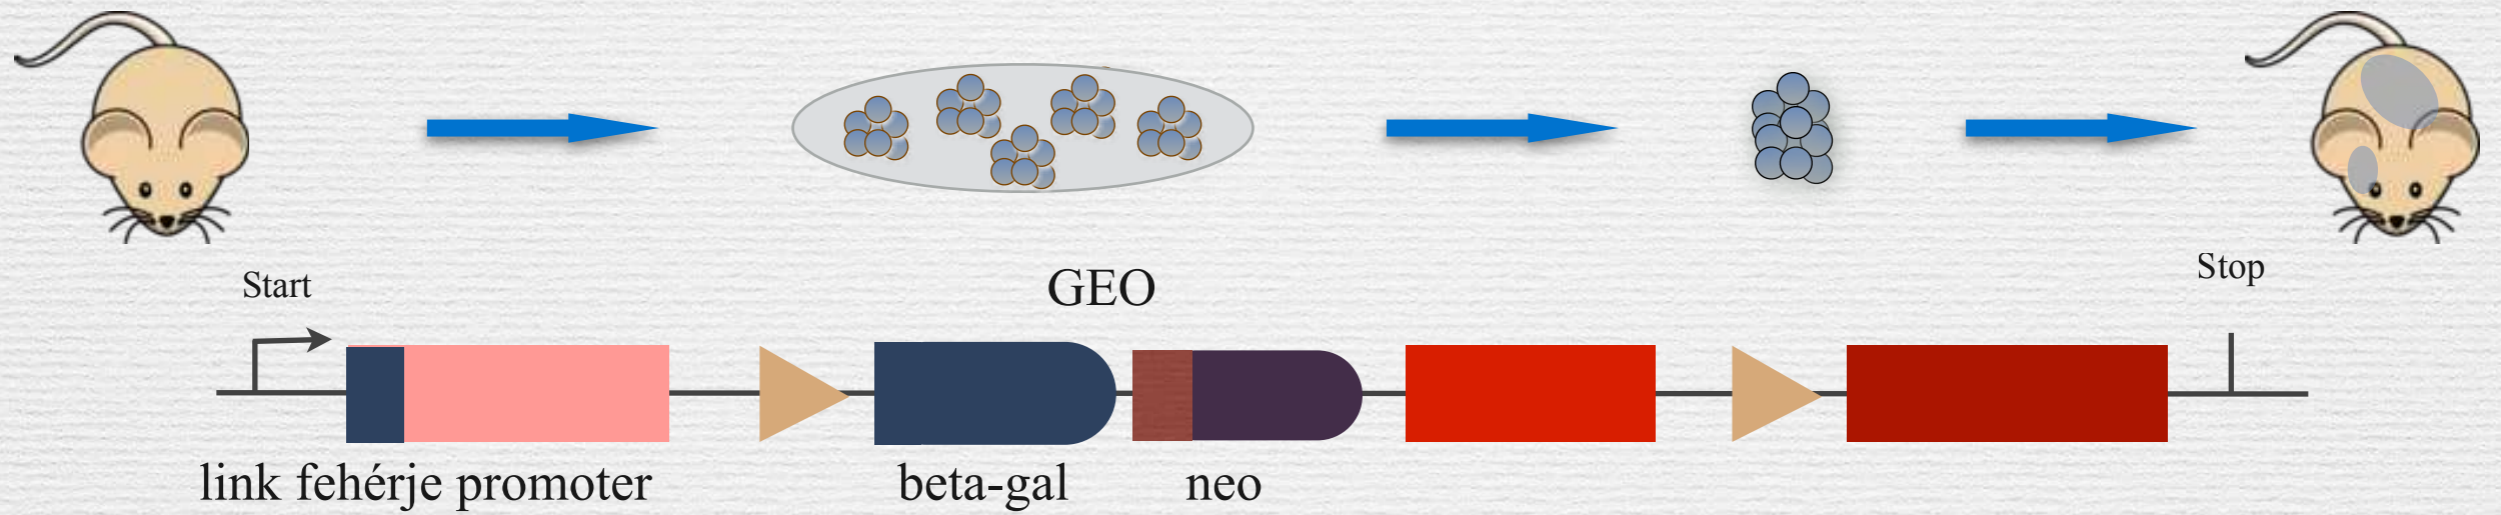 Start
GEO
Stop
link fehérje promoter
beta-gal
neo